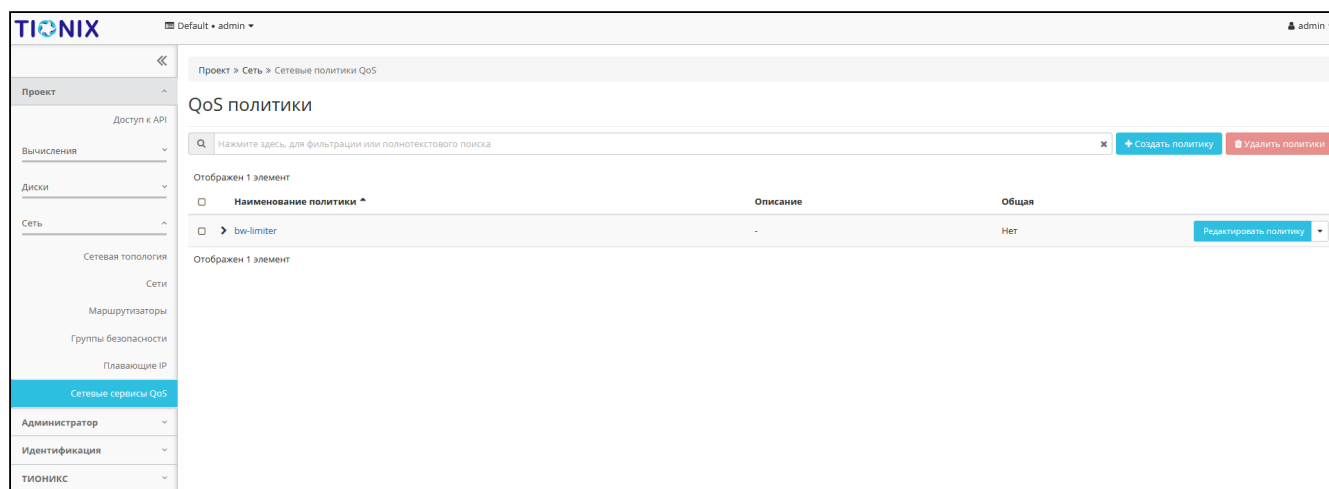 TIONIX
Default • admin
admin
Проект » Сеть » Сетевые политики QoS
Проект
QoS политики
Доступ к API
Нажмите здесь, для фильтрации или полнотекстового поиска
Создать политику
Удалить политики
Вычисления
Отображен 1 элемент
Диски
Наименование политики Описание Общая
Сеть
bw-limiter - Нет Редактировать политику
Сетевая топология
Отображен 1 элемент
Сети
Маршрутизаторы
Группы безопасности
Плавающие IP
Сетевые сервисы QoS
Администратор
Идентификация
ТИОНИКС